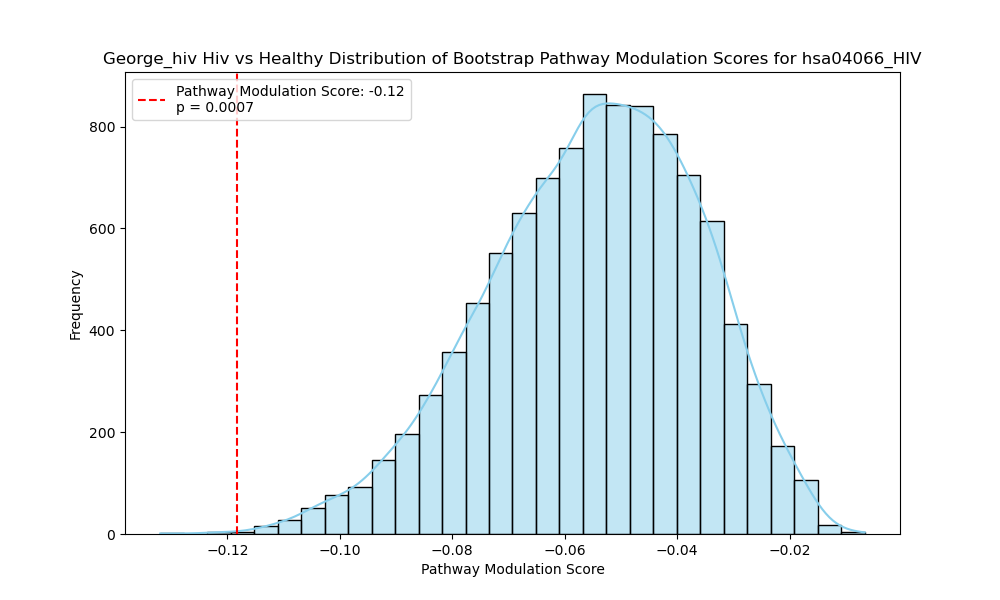 George_hiv Hiv vs Healthy Distribution of Bootstrap Pathway Modulation Scores for hsa04066_HIV
Pathway Modulation Score: -0.12
p = 0.0007
800
600
400
200
0
Frequency
−0.12
−0.10
−0.08
−0.06
−0.04
−0.02
Pathway Modulation Score